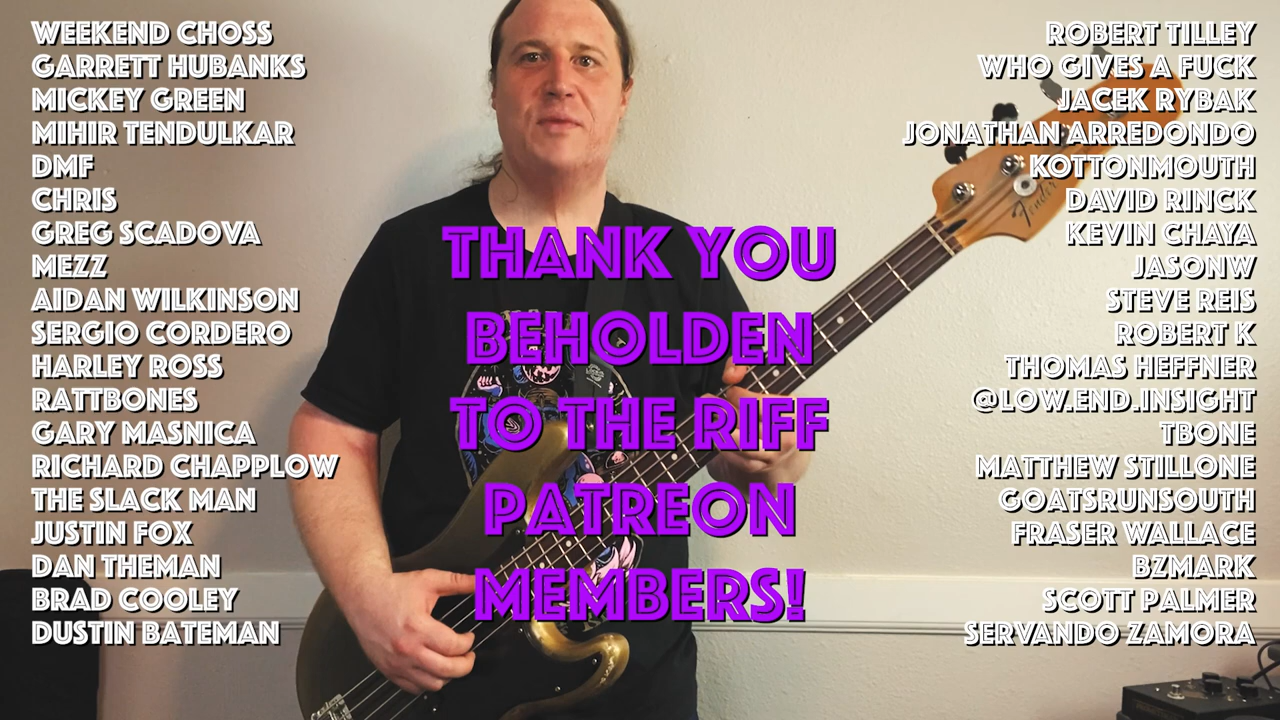 WEEKEND CHOSS
GARRETT HUBANKS
MICKEY GREEN
MIHIR TENDULKAR
DMF
CHRIS
GREG SCADOVA
MEZZ
AIDAN WILKINSON
SERGIO CORDERO
HARLEY ROSS
RATTBONES
GARY MASNICA
RICHARD CHAPPLOW
THE SLACK MAN
JUSTIN FOX
DAN THEMAN
BRAD COOLEY
DUSTIN BATEMAN
THANK YOU
BEHOLDEN
TO THE RIFF
PATREON
MEMBERS!
ROBERT TILLEY
WHO GIVES A FUCK
JACEK RYBAK
JONATHAN ARREDONDO
KOTTONMOUTH
DAVID RINCK
KEVIN CHAYA
JASONW
STEVE REIS
ROBERT K
THOMAS HEFFNER
@LOW.END.INSIGHT
TBONE
MATTHEW STILLONE
GOATSRUNSOUTH
FRASER WALLACE
BZMARK
SCOTT PALMER
SERVANDO ZAMORA
Fender